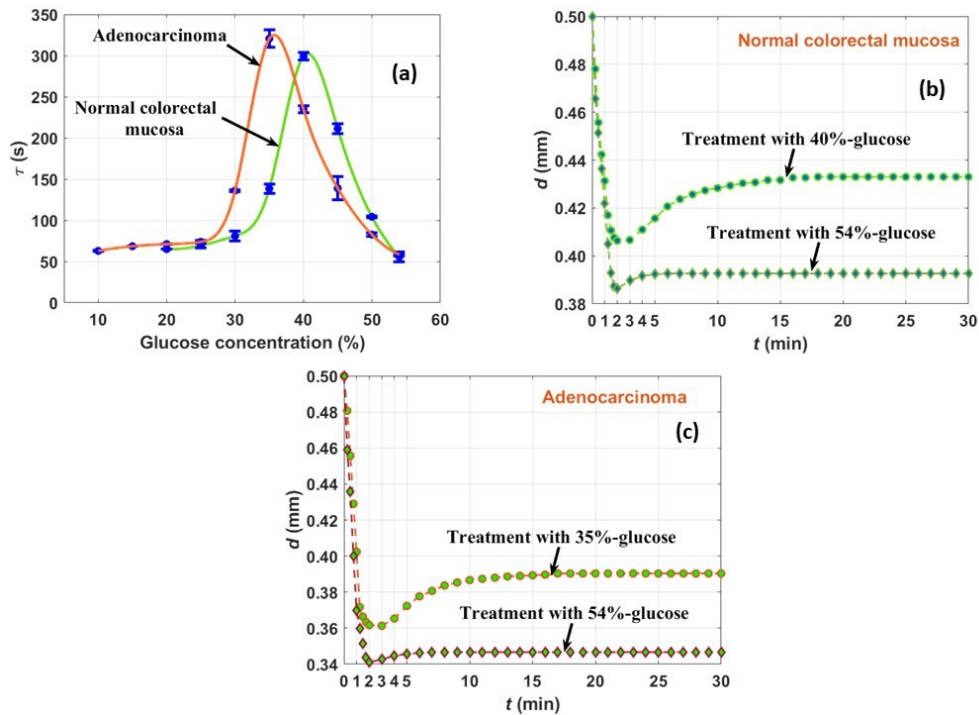 (a)
Adenocarcinoma
Normal colorectal
mucosa
τ (s)
350
300
250
200
150
100
50
0
10 20 30 40 50 60
Glucose concentration (%)
Normal colorectal mucosa
(b)
Treatment with 40%-glucose
Treatment with 54%-glucose
d (mm)
0.50
0.48
0.46
0.44
0.42
0.40
0.38
0 1 2 3 4 5 10 15 20 25 30
t (min)
Adenocarcinoma
(c)
Treatment with 35%-glucose
Treatment with 54%-glucose
d (mm)
0.50
0.48
0.46
0.44
0.42
0.40
0.38
0.36
0.34
0 1 2 3 4 5 10 15 20 25 30
t (min)